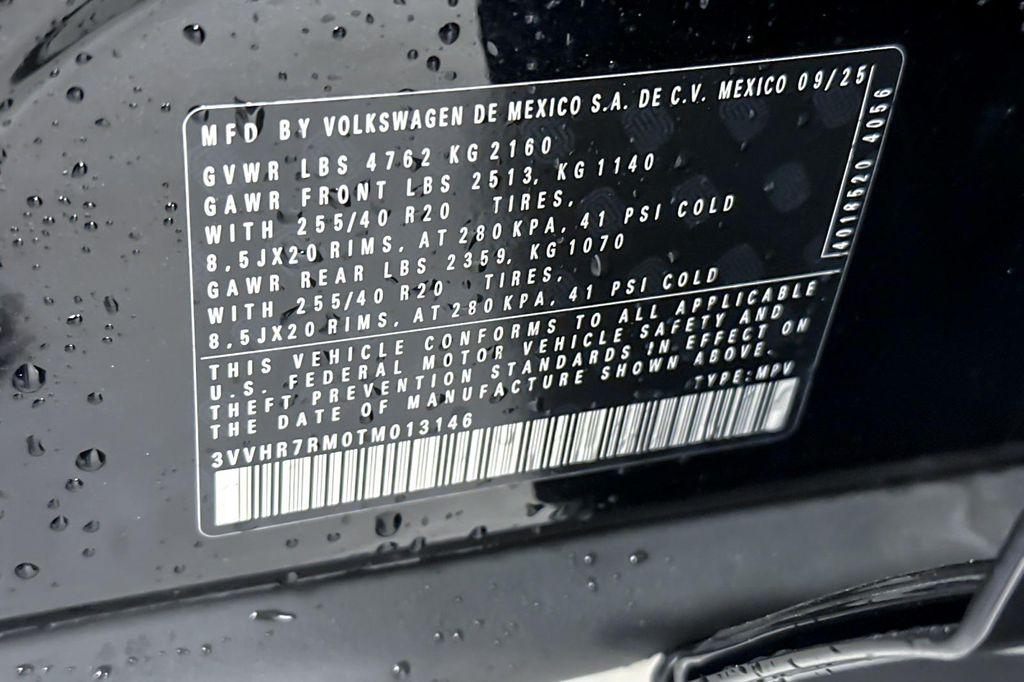 MFD BY VOLKSWAGEN DE MEXICO S.A. DE C.V. MEXICO 09/25
GVWR LBS 4762 KG 2160
GAWR FRONT LBS 2513, KG 1140
WITH 255/40 R20 TIRES,
8,5JX20 RIMS, AT 280 KPA, 41 PSI COLD
GAWR REAR LBS 2359, KG 1070
WITH 255/40 R20 TIRES,
8,5JX20 RIMS, AT 280 KPA, 41 PSI COLD
4018520 4056
THIS VEHICLE CONFORMS TO ALL APPLICABLE
U.S. FEDERAL MOTOR VEHICLE SAFETY AND
THEFT PREVENTION STANDARDS IN EFFECT ON
THE DATE OF MANUFACTURE SHOWN ABOVE.
3VVHR7RM0TM013146 TYPE: MPV